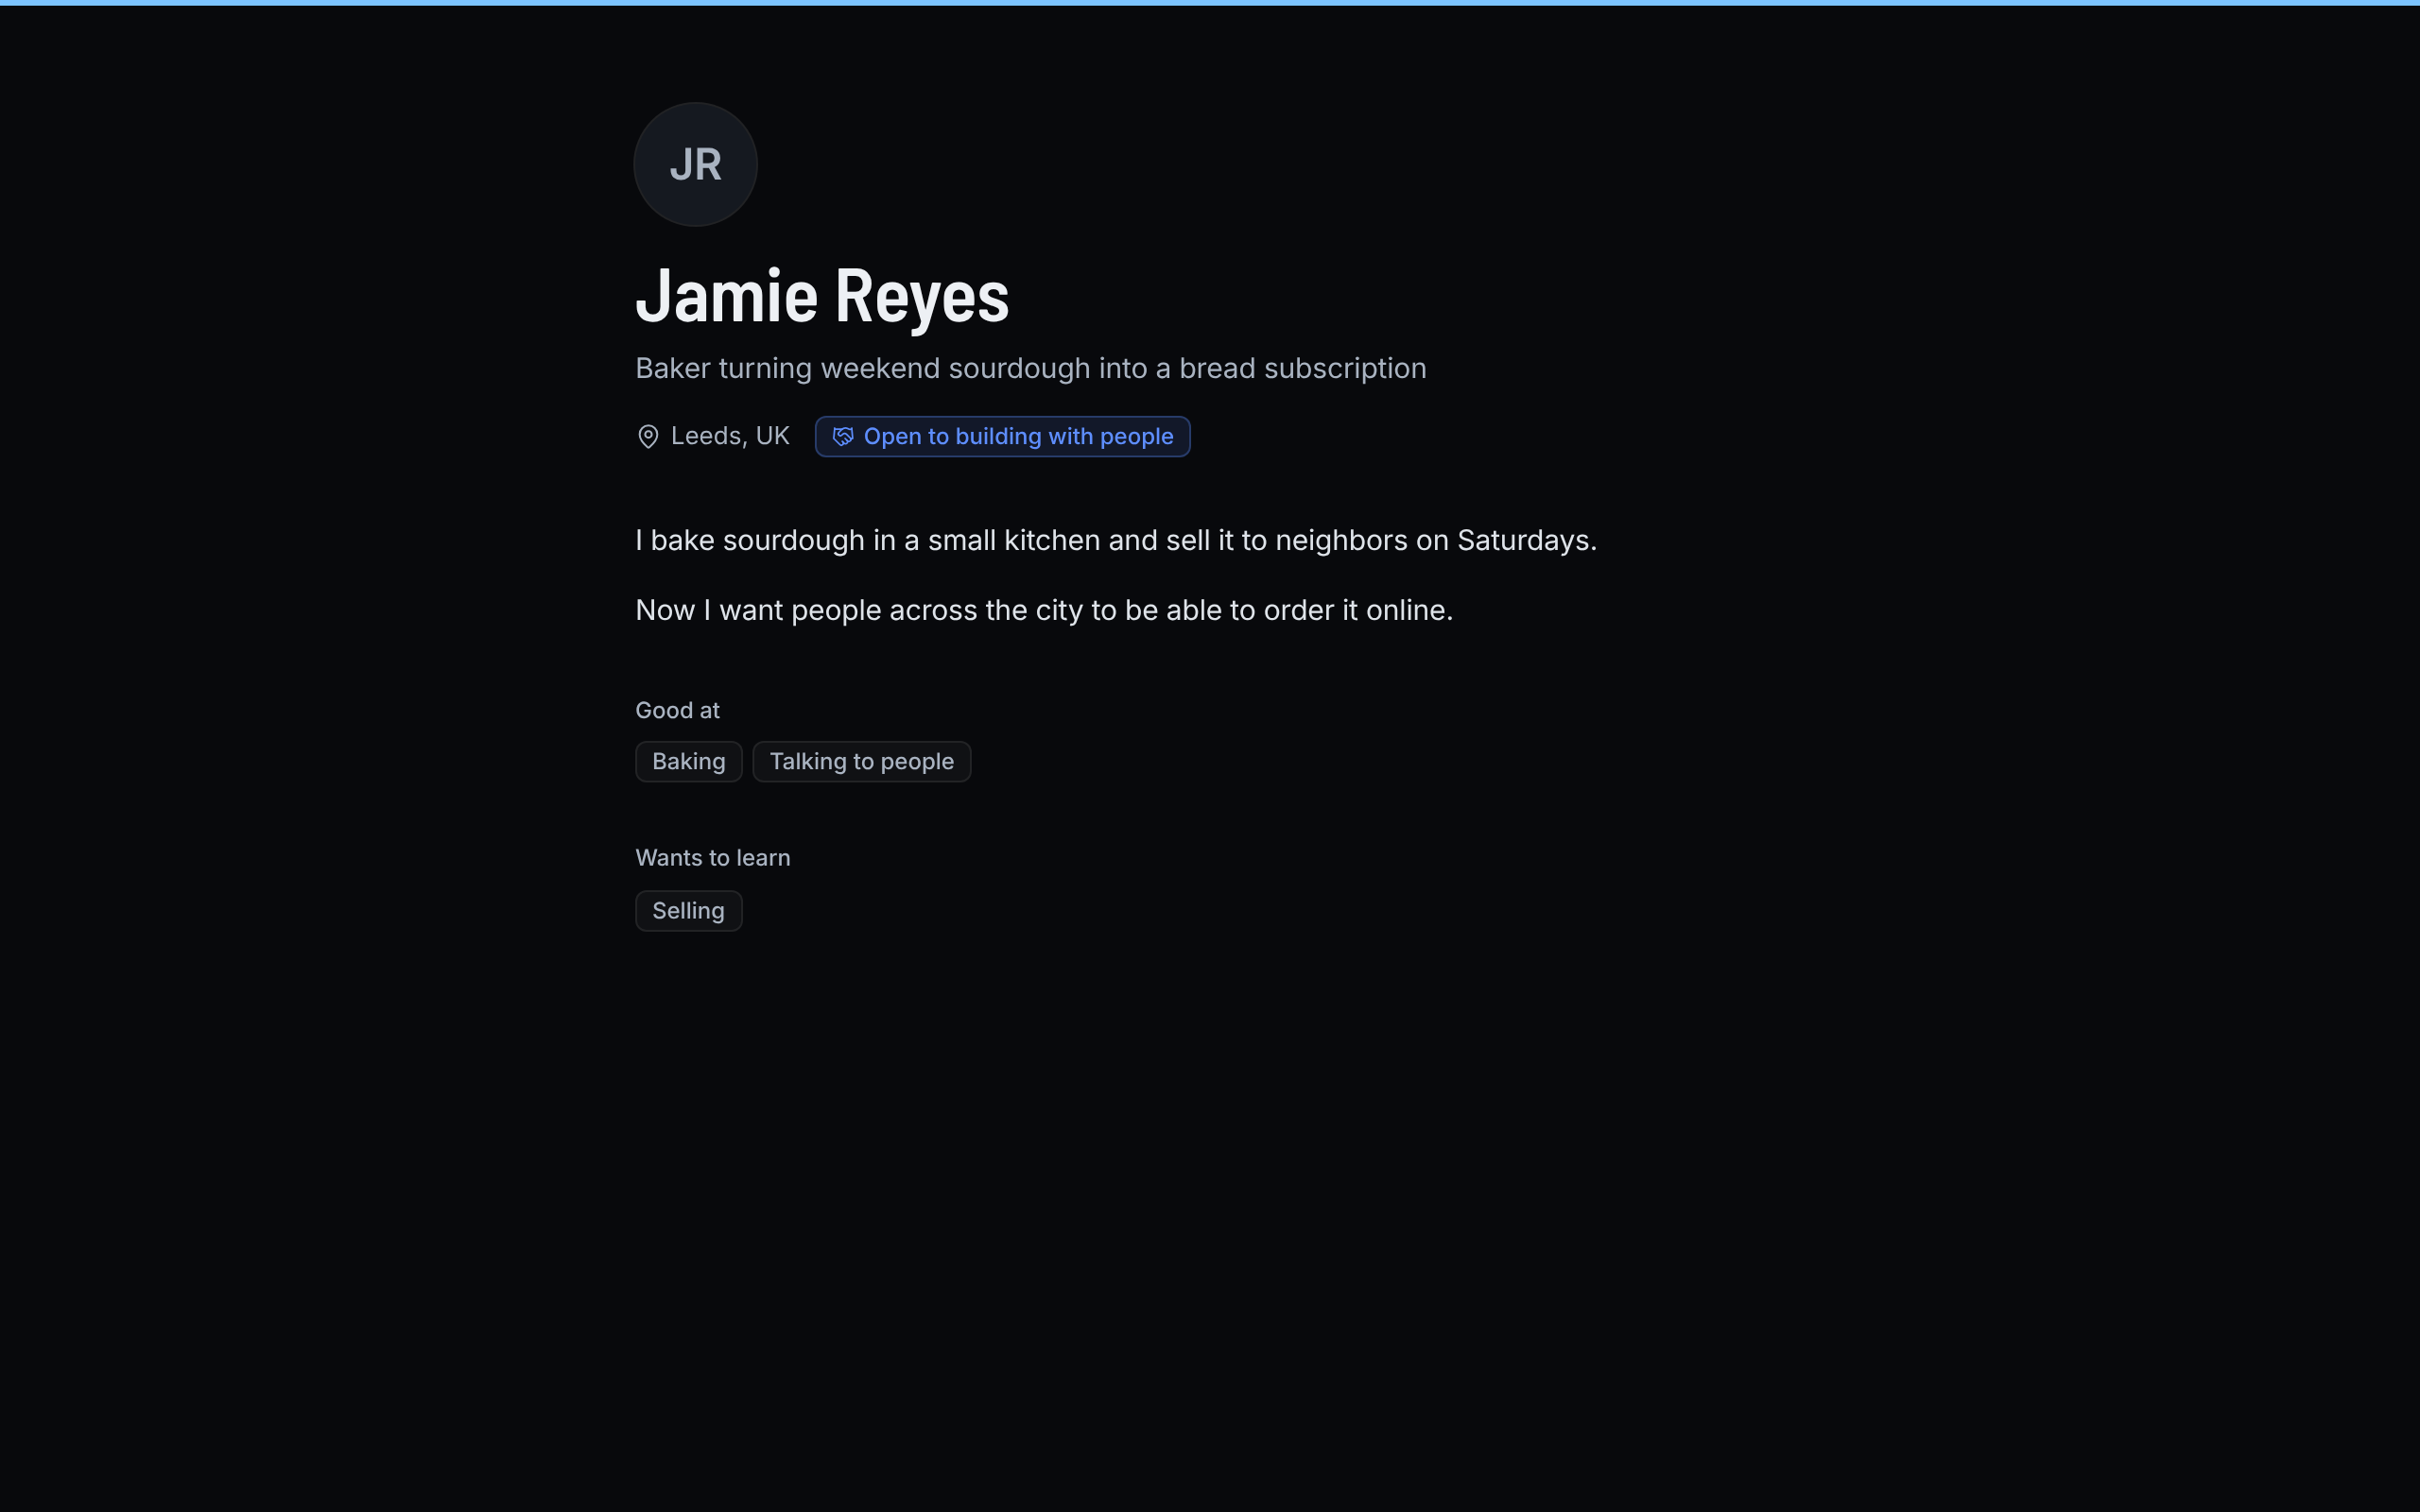 JR
Jamie Reyes
Baker turning weekend sourdough into a bread subscription
Leeds, UK
Open to building with people
I bake sourdough in a small kitchen and sell it to neighbors on Saturdays.
Now I want people across the city to be able to order it online.
Good at
Baking
Talking to people
Wants to learn
Selling